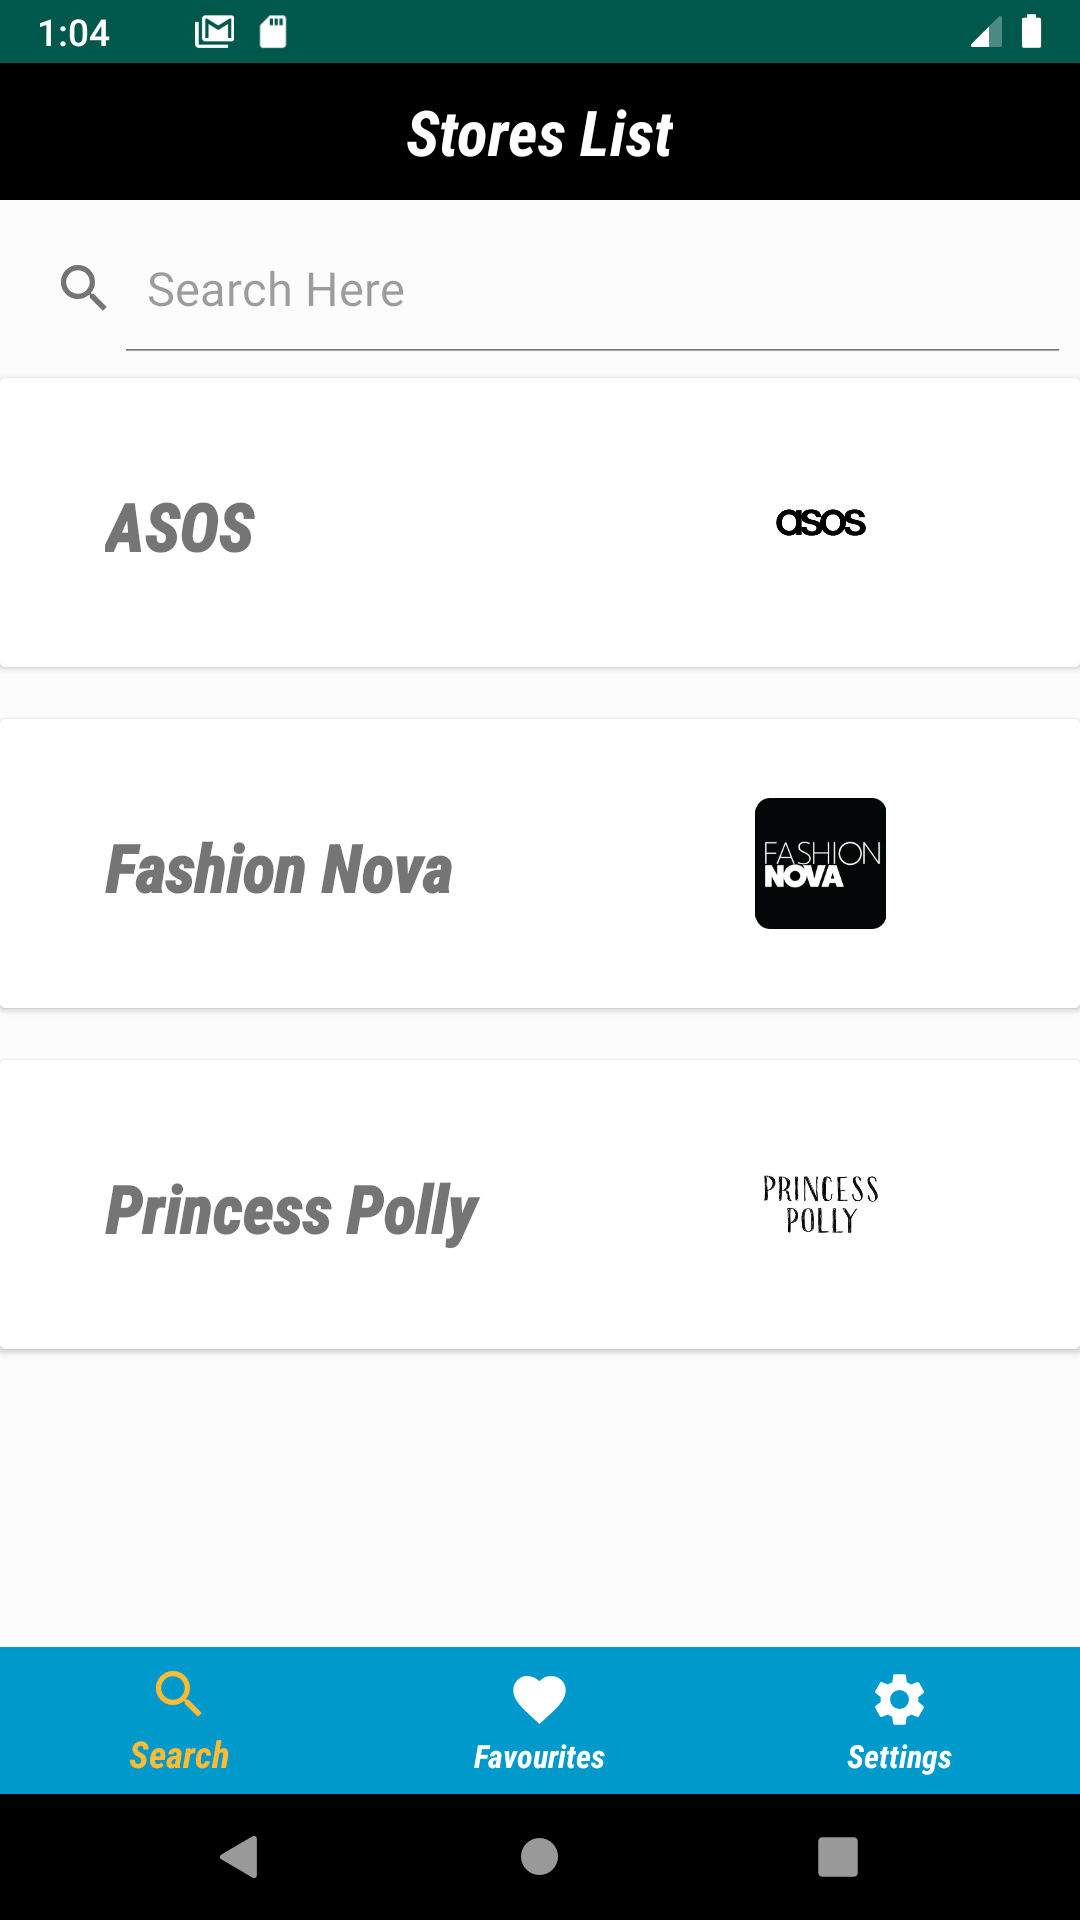 1:04
Stores List
Search Here
ASOS
asos
Fashion Nova
FASHION
NOVA
Princess Polly
PRINCESS
POLLY
Search
Favourites
Settings